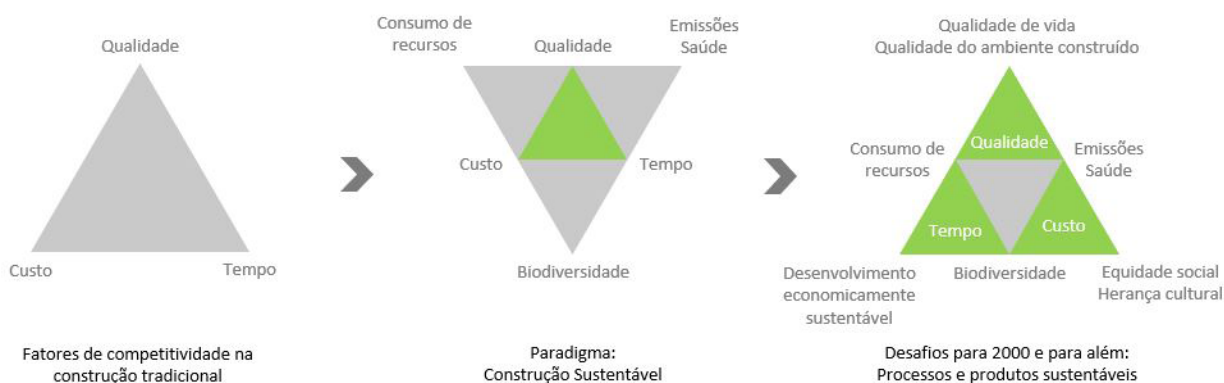 Qualidade
Custo
Tempo
Fatores de competitividade na
construção tradicional
Consumo de
recursos
Qualidade
Emissões
Saúde
Custo
Tempo
Biodiversidade
Paradigma:
Construção Sustentável
Qualidade de vida
Qualidade do ambiente construído
Consumo de
recursos
Qualidade
Emissões
Saúde
Tempo
Custo
Desenvolvimento
economicamente
sustentável
Biodiversidade
Equidade social
Herança cultural
Desafios para 2000 e para além:
Processos e produtos sustentáveis